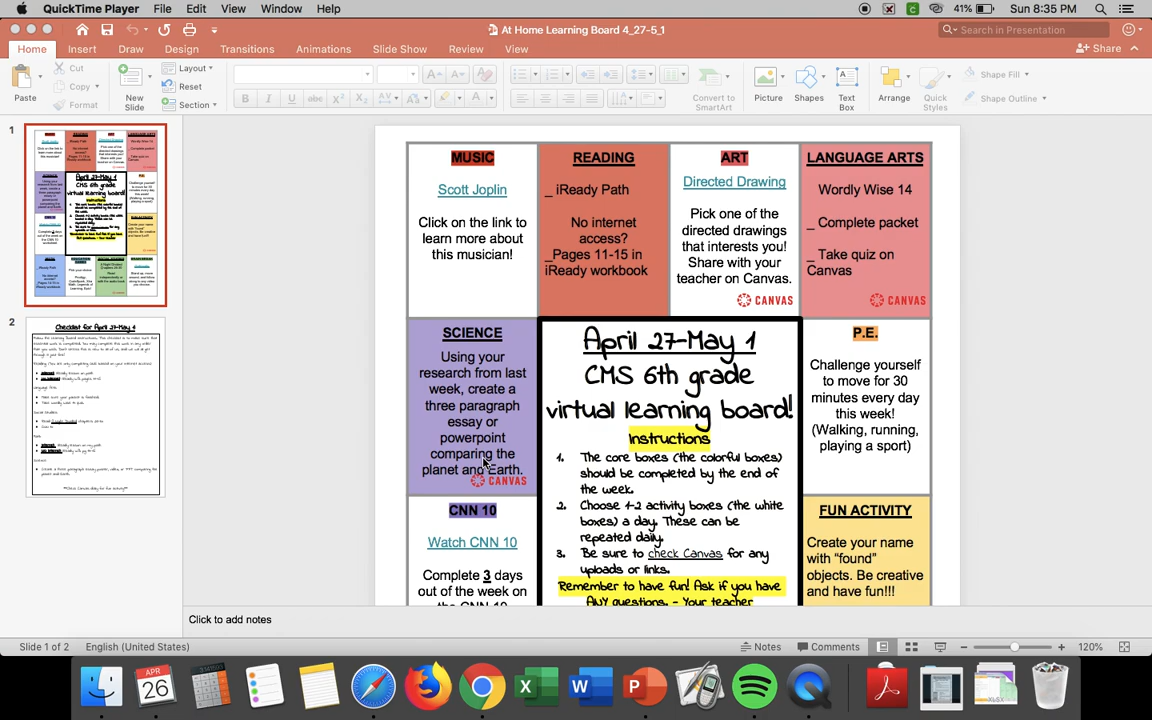 QuickTime Player File Edit View Window Help 41% Sun 8:35 PM
At Home Learning Board 4_27-5_1
Search in Presentation
Home Insert Draw Design Transitions Animations Slide Show Review View Share
Paste Cut Copy Format New Slide Layout Reset Section Convert to SmartArt Picture Shapes Text Box Arrange Quick Styles Shape Fill Shape Outline
1
2
Checklist for April 27-May 1
MUSIC
Scott Joplin
Click on the link to
learn more about
this musician!
READING
_ iReady Path
No internet
access?
_Pages 11-15 in
iReady workbook
ART
Directed Drawing
Pick one of the
directed drawings
that interests you!
Share with your
teacher on Canvas.
CANVAS
LANGUAGE ARTS
Wordly Wise 14
_ Complete packet
_ Take quiz on
Canvas
CANVAS
SCIENCE
Using your
research from last
week, create a
three paragraph
essay or
powerpoint
comparing the
planet and Earth.
CANVAS
April 27-May 1
CMS 6th grade
virtual learning board!
Instructions
1. The core boxes (the colorful boxes)
should be completed by the end of
the week.
2. Choose 1-2 activity boxes (the white
boxes) a day. These can be
repeated daily.
3. Be sure to check Canvas for any
uploads or links.
Remember to have fun! Ask if you have
ANY questions. - Your teacher
P.E.
Challenge yourself
to move for 30
minutes every day
this week!
(Walking, running,
playing a sport)
CNN 10
Watch CNN 10
Complete 3 days
out of the week on
the CNN 10
FUN ACTIVITY
Create your name
with “found”
objects. Be creative
and have fun!!!
Click to add notes
Slide 1 of 2 English (United States) Notes Comments 120%
APR
26